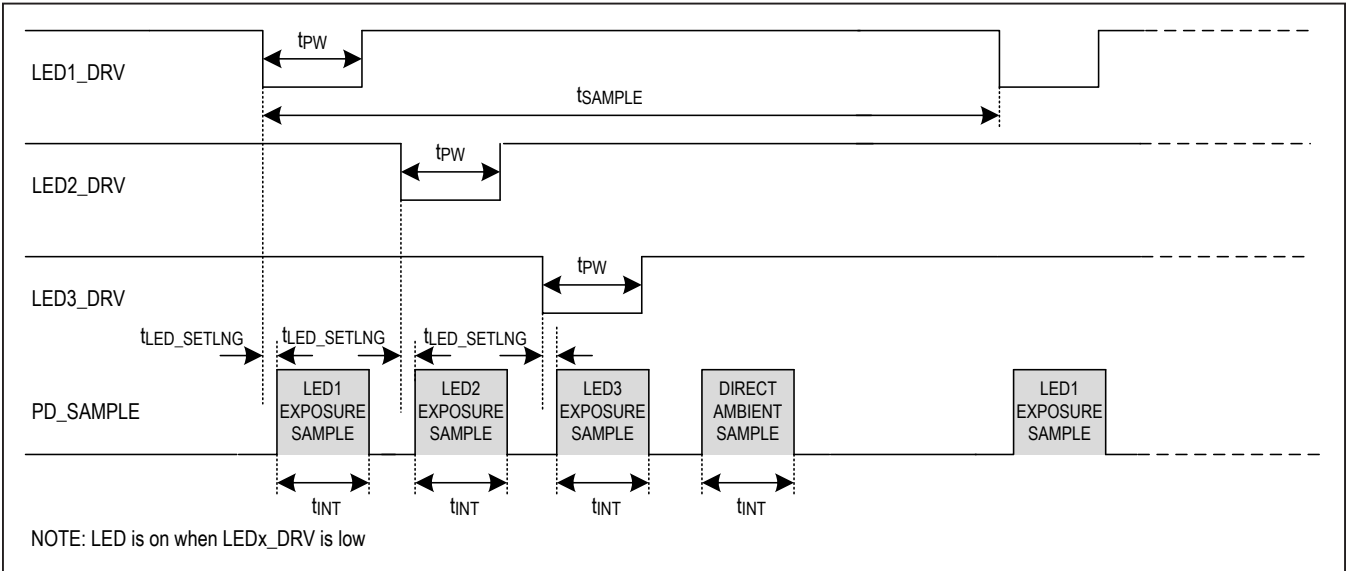 tPW
LED1_DRV
tSAMPLE
tPW
LED2_DRV
tPW
LED3_DRV
tLED_SETLNG tLED_SETLNG tLED_SETLNG
PD_SAMPLE
LED1
EXPOSURE
SAMPLE
LED2
EXPOSURE
SAMPLE
LED3
EXPOSURE
SAMPLE
DIRECT
AMBIENT
SAMPLE
LED1
EXPOSURE
SAMPLE
tINT tINT tINT tINT
NOTE: LED is on when LEDx_DRV is low